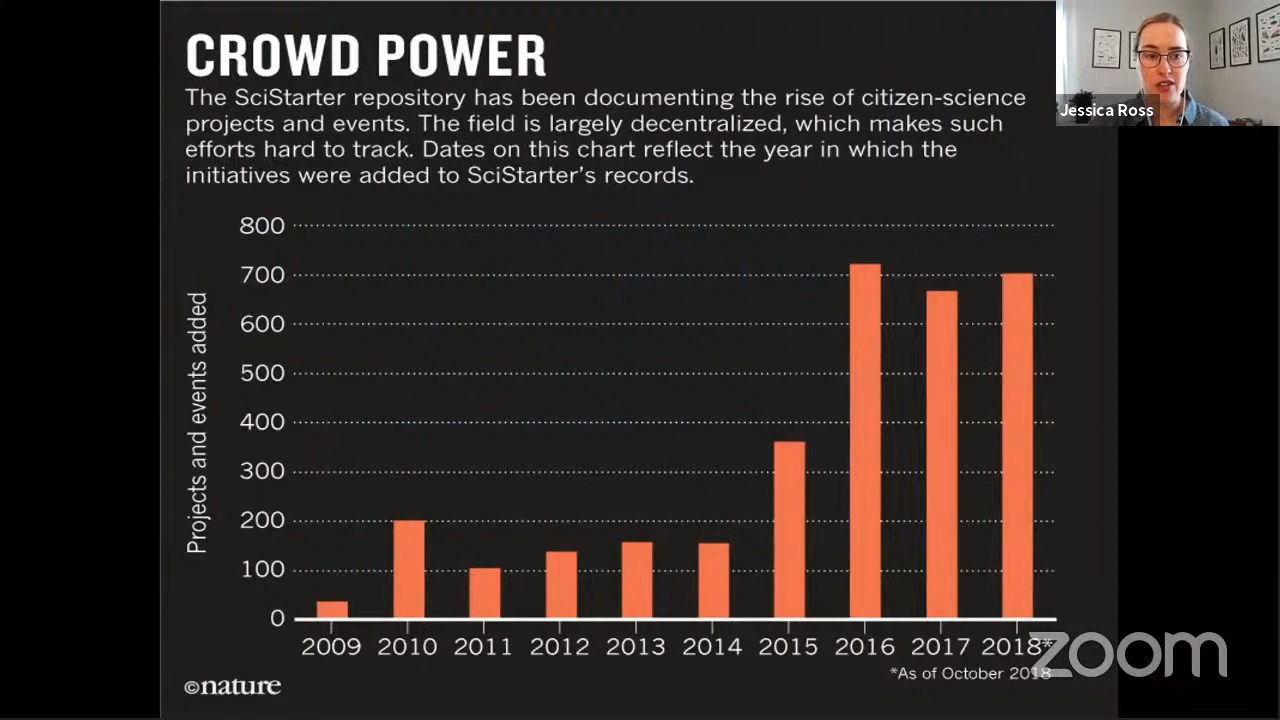 CROWD POWER
The SciStarter repository has been documenting the rise of citizen-science
projects and events. The field is largely decentralized, which makes such
efforts hard to track. Dates on this chart reflect the year in which the
initiatives were added to SciStarter's records.
Jessica Ross
Projects and events added
800
700
600
500
400
300
200
100
0
2009 2010 2011 2012 2013 2014 2015 2016 2017 2018*
*As of October 2018
©nature
zoom